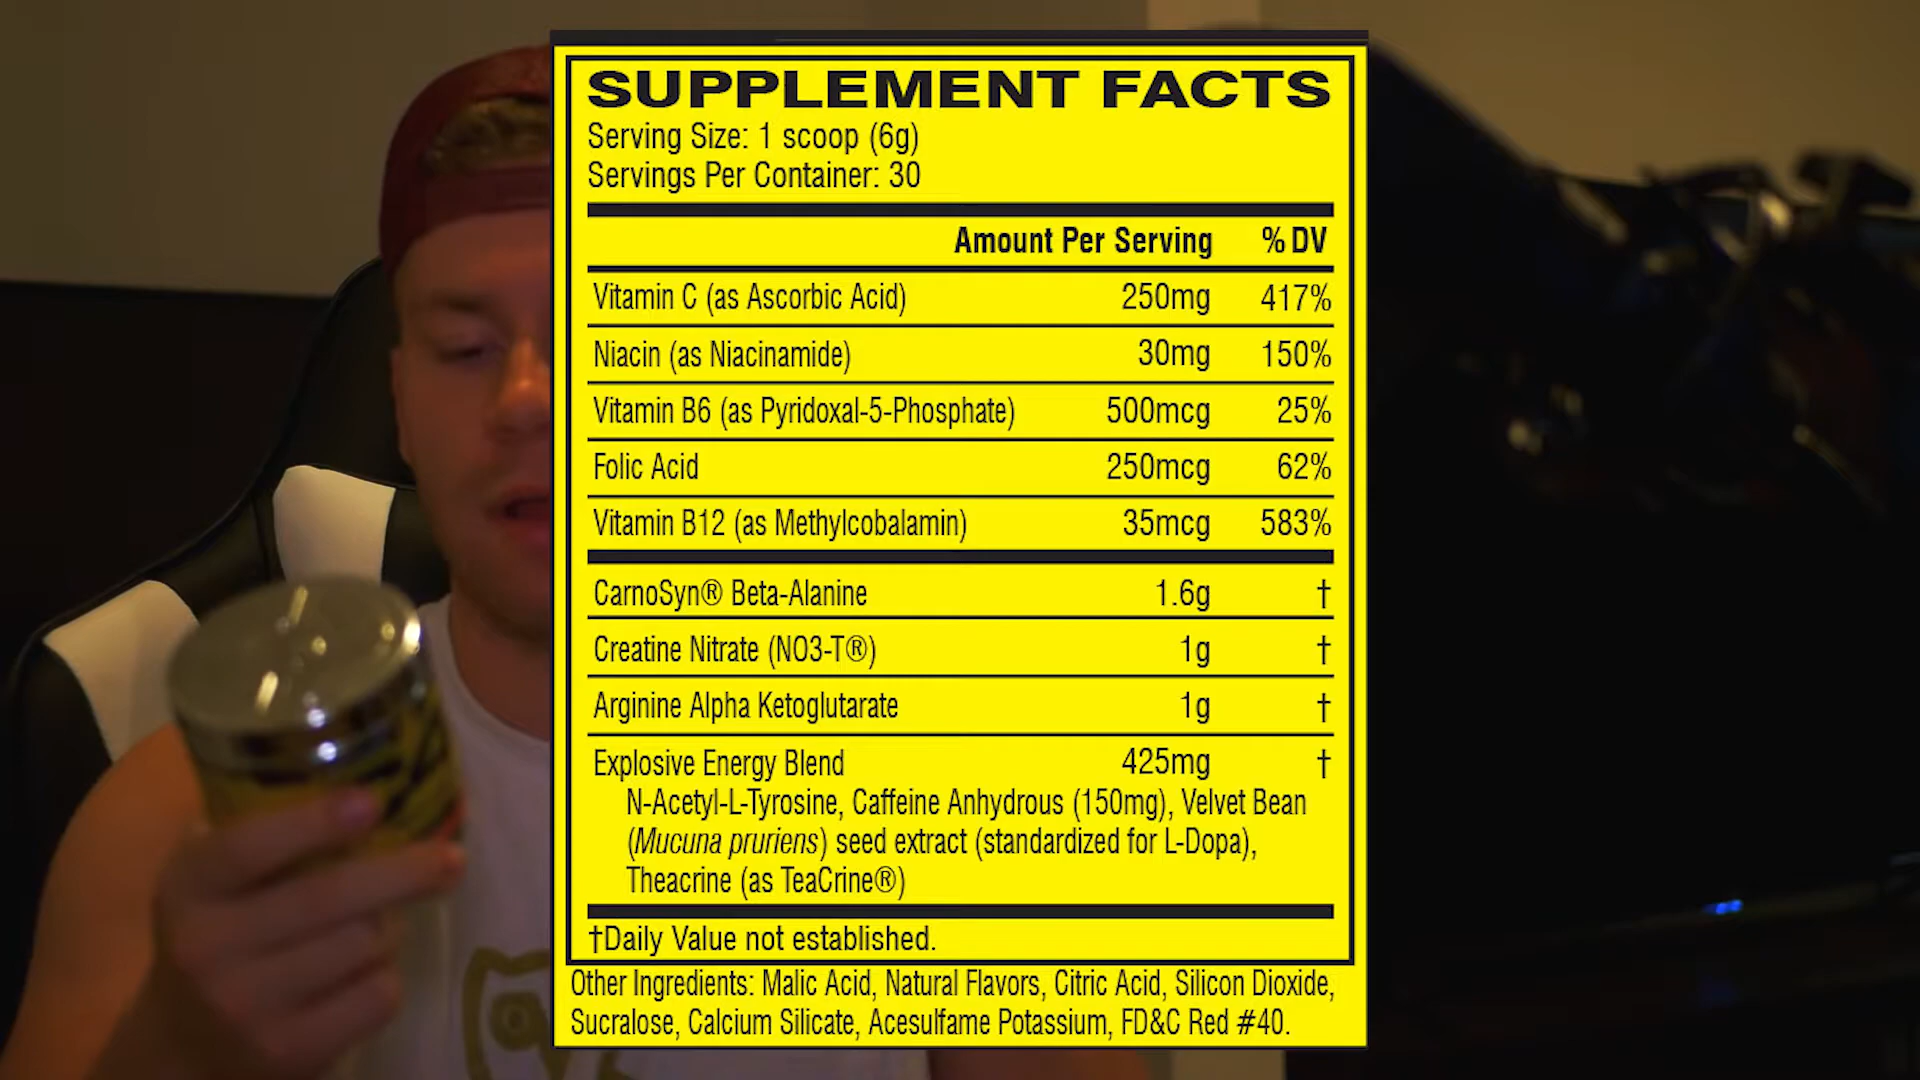 SUPPLEMENT FACTS
Serving Size: 1 scoop (6g)
Servings Per Container: 30
Amount Per Serving % DV
Vitamin C (as Ascorbic Acid) 250mg 417%
Niacin (as Niacinamide) 30mg 150%
Vitamin B6 (as Pyridoxal-5-Phosphate) 500mcg 25%
Folic Acid 250mcg 62%
Vitamin B12 (as Methylcobalamin) 35mcg 583%
CarnoSyn® Beta-Alanine 1.6g †
Creatine Nitrate (NO3-T®) 1g †
Arginine Alpha Ketoglutarate 1g †
Explosive Energy Blend 425mg †
N-Acetyl-L-Tyrosine, Caffeine Anhydrous (150mg), Velvet Bean
(Mucuna pruriens) seed extract (standardized for L-Dopa),
Theacrine (as TeaCrine®)
†Daily Value not established.
Other Ingredients: Malic Acid, Natural Flavors, Citric Acid, Silicon Dioxide,
Sucralose, Calcium Silicate, Acesulfame Potassium, FD&C Red #40.